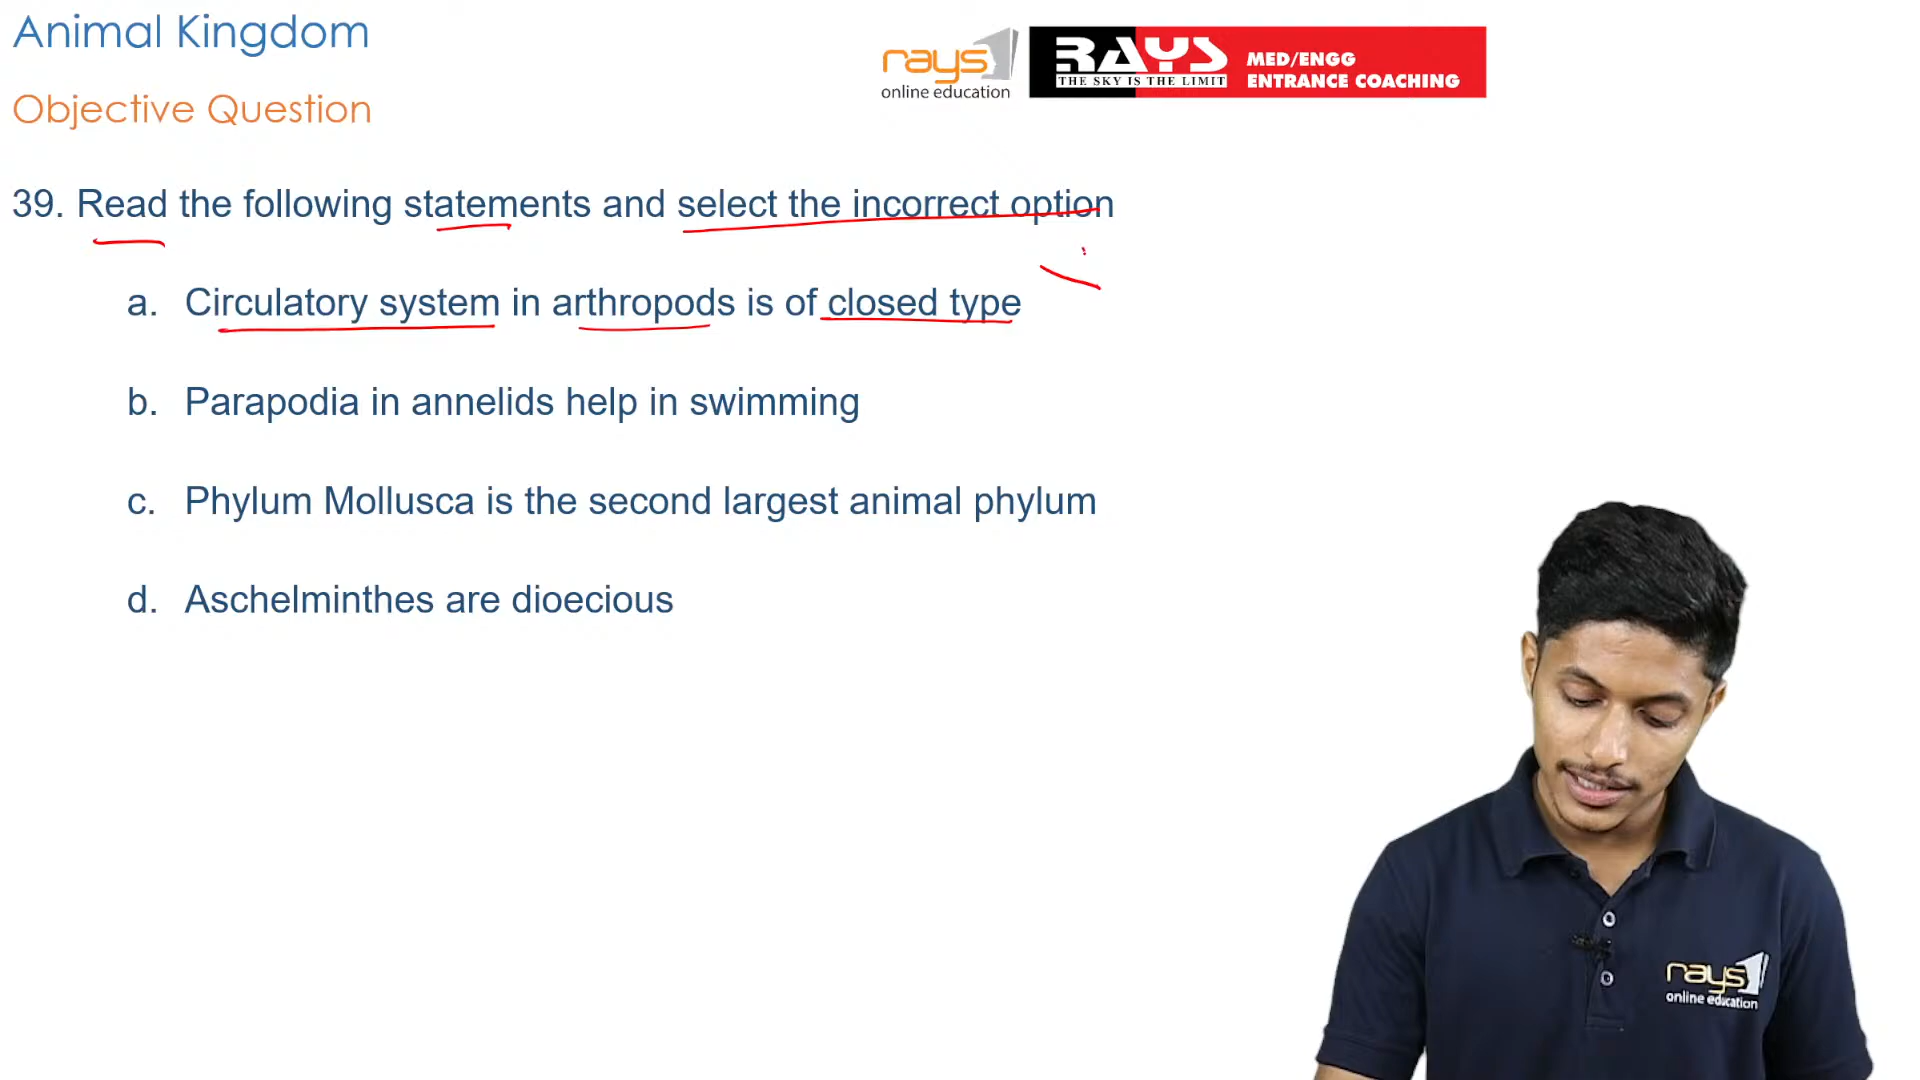 Animal Kingdom
rays
online education
RAYS
THE SKY IS THE LIMIT
MED/ENGG
ENTRANCE COACHING
Objective Question
39. Read the following statements and select the incorrect option
a. Circulatory system in arthropods is of closed type
b. Parapodia in annelids help in swimming
c. Phylum Mollusca is the second largest animal phylum
d. Aschelminthes are dioecious
rays
online education